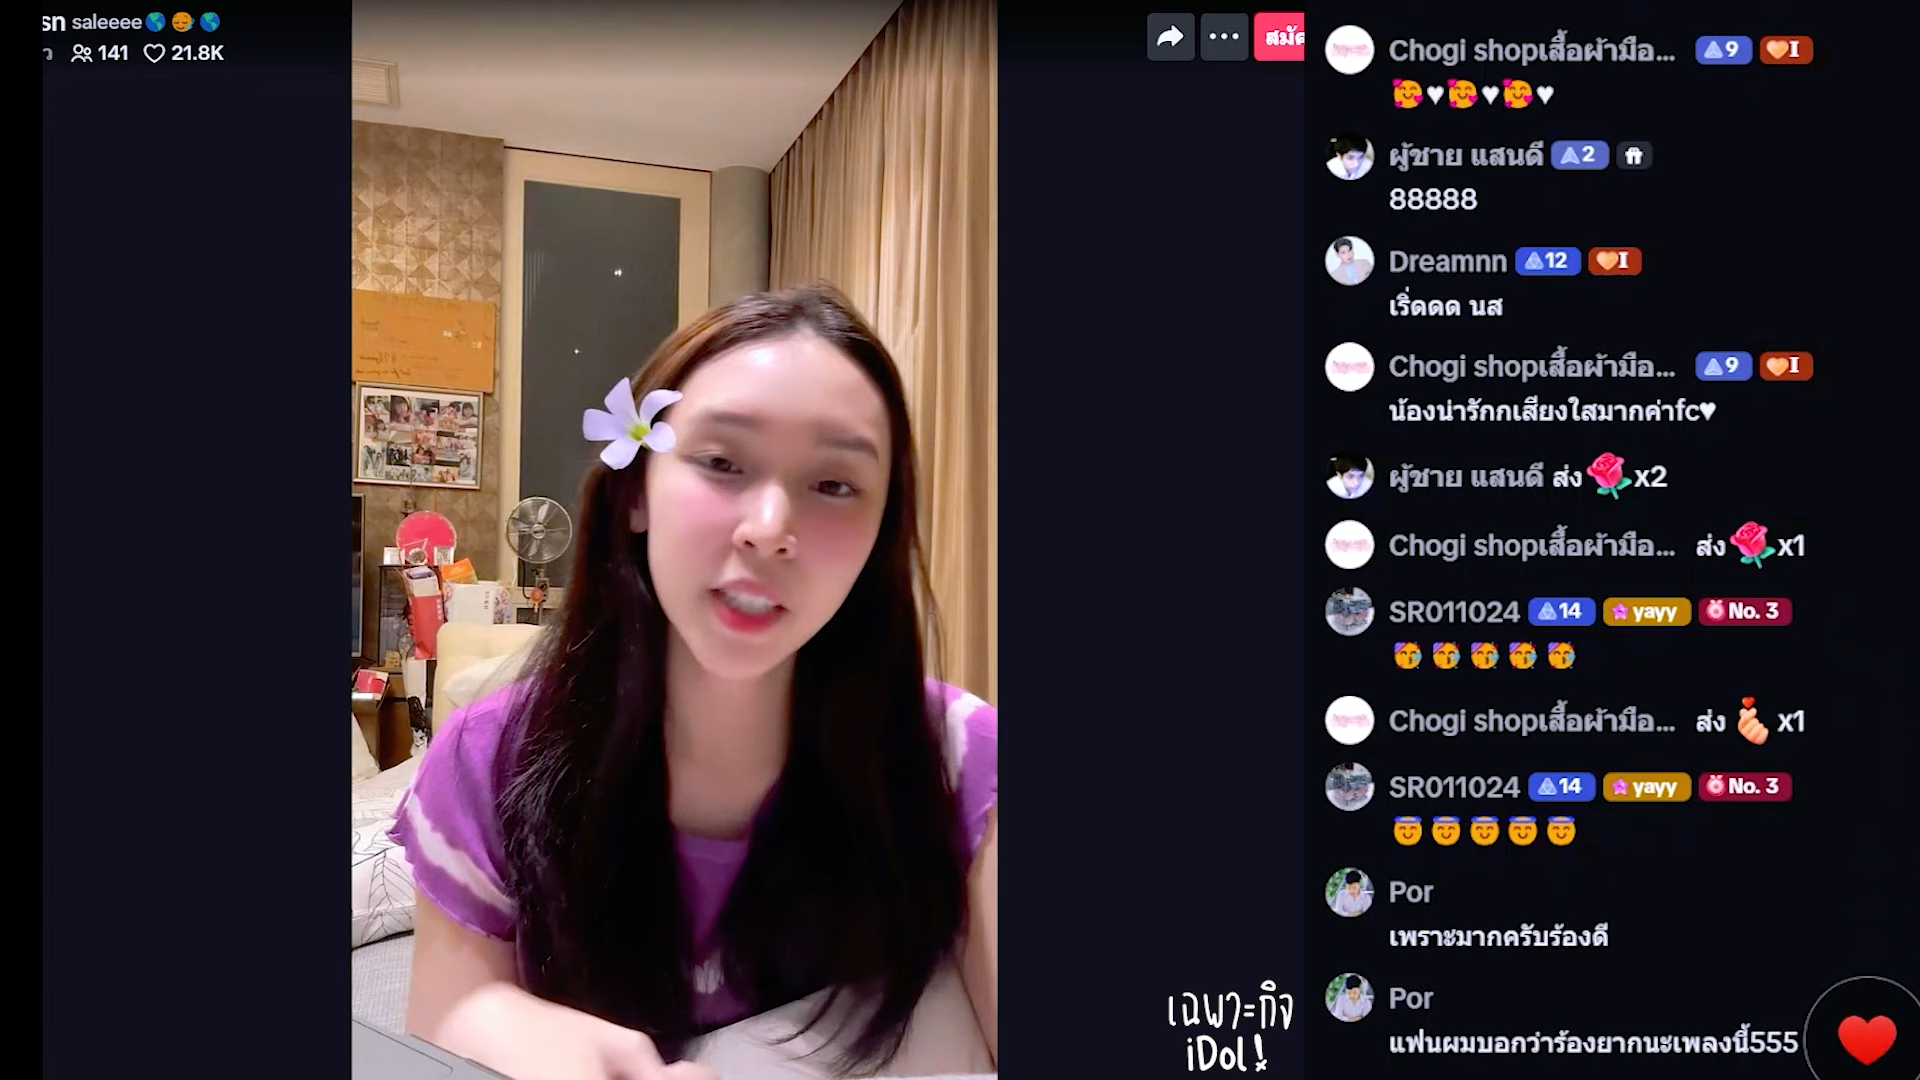 sn saleeee
141 21.8K
สมัค
Chogi shopเสื้อผ้ามือ... 9 I
ผู้ชาย แสนดี 2
88888
Dreamnn 12 I
เริ่ดดด นส
Chogi shopเสื้อผ้ามือ... 9 I
น้องน่ารักกเสียงใสมากค่าfc♥
ผู้ชาย แสนดี ส่ง x2
Chogi shopเสื้อผ้ามือ... ส่ง x1
SR011024 14 yayy No. 3
Chogi shopเสื้อผ้ามือ... ส่ง x1
SR011024 14 yayy No. 3
Por
เพราะมากครับร้องดี
Por
แฟนผมบอกว่าร้องยากนะเพลงนี้555
เฉพาะกิจ
iDol!